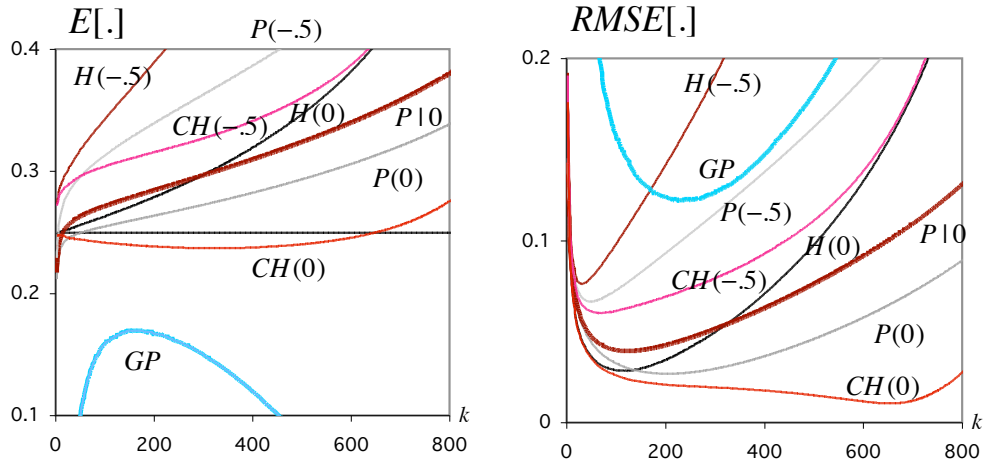 E[.]
P(−.5)
0.4
H(−.5)
CH(−.5)
H(0)
P|0
0.3
P(0)
0.2
CH(0)
GP
0.1
k
0
200
400
600
800
RMSE[.]
0.2
H(−.5)
GP
P(−.5)
0.1
H(0)
P|0
CH(−.5)
P(0)
CH(0)
0
k
0
200
400
600
800